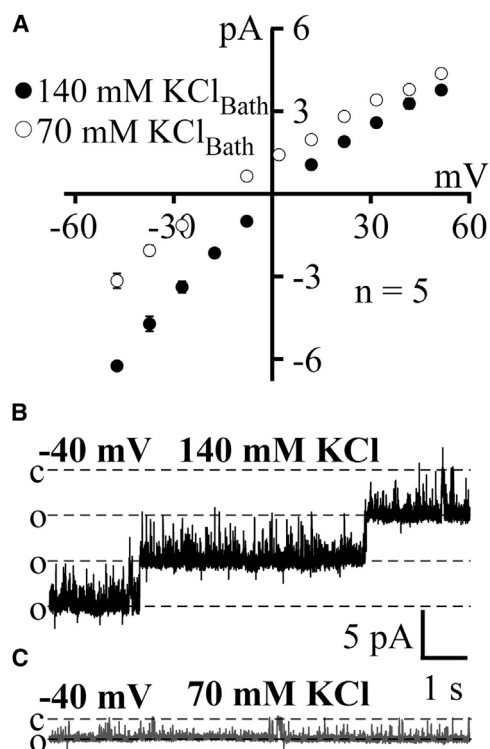 A
pA
6
140 mM KCl Bath
3
70 mM KCl Bath
mV
-60 -30 30 60
-3
n = 5
-6
B
-40 mV 140 mM KCl
c
o
o
o
5 pA
1 s
C
-40 mV 70 mM KCl
c
o